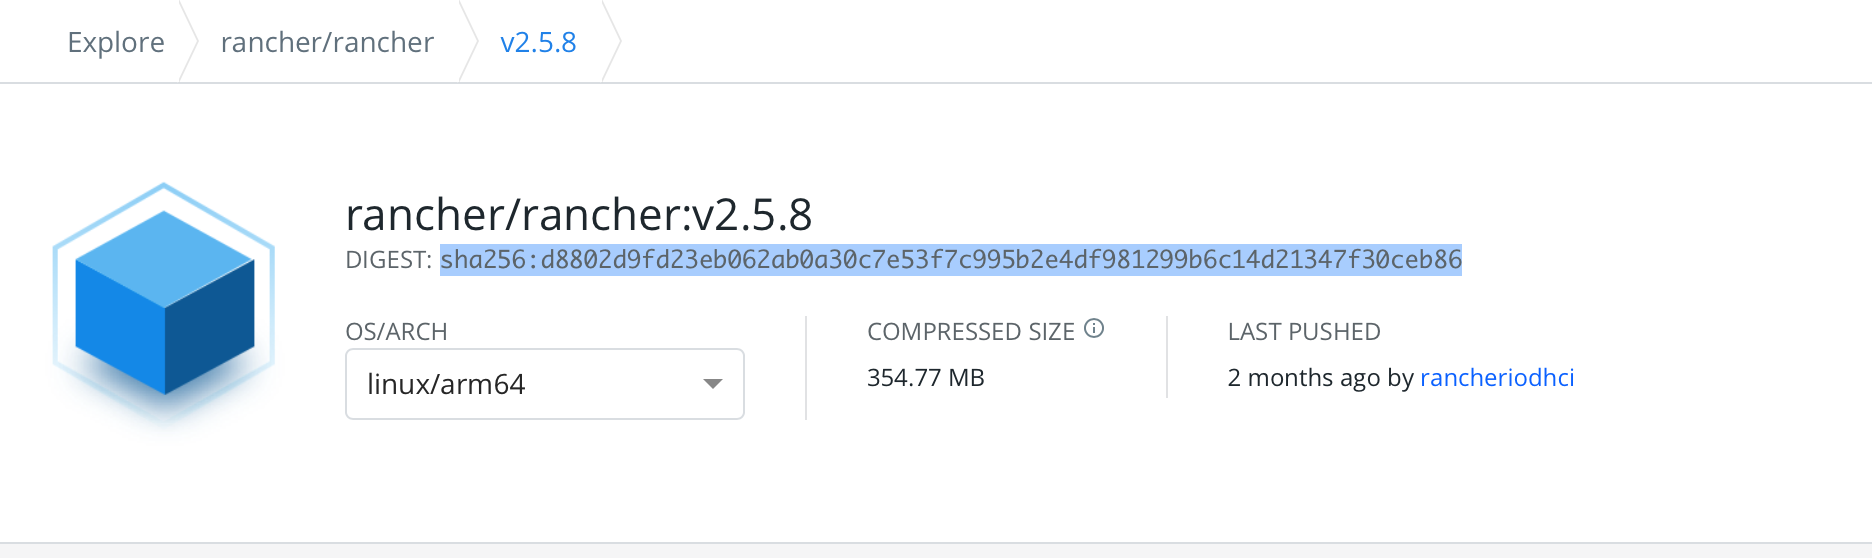 Explore
rancher/rancher
v2.5.8
rancher/rancher:v2.5.8
DIGEST: sha256:d8802d9fd23eb062ab0a30c7e53f7c995b2e4df981299b6c14d21347f30ceb86
OS/ARCH
linux/arm64
COMPRESSED SIZE
354.77 MB
LAST PUSHED
2 months ago by rancheriodhci